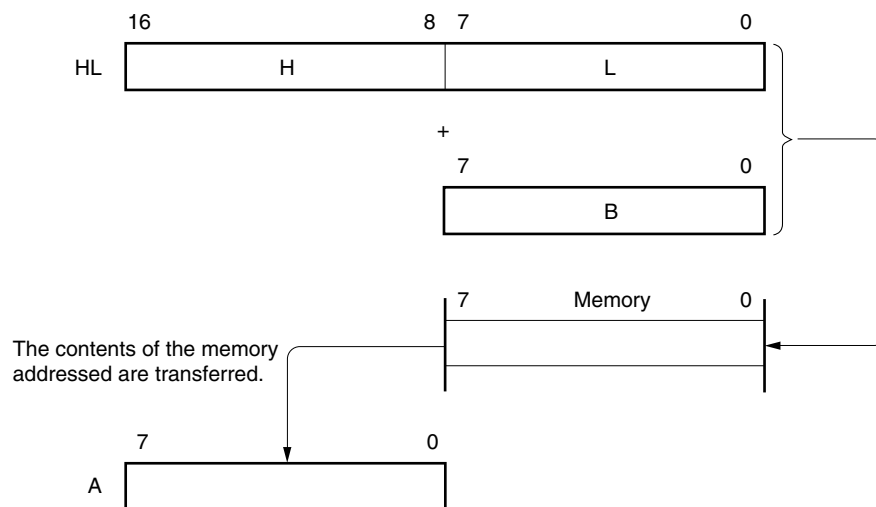 16 8 7 0
HL H L
+
7 0
B
7 Memory 0
The contents of the memory
addressed are transferred.
7 0
A